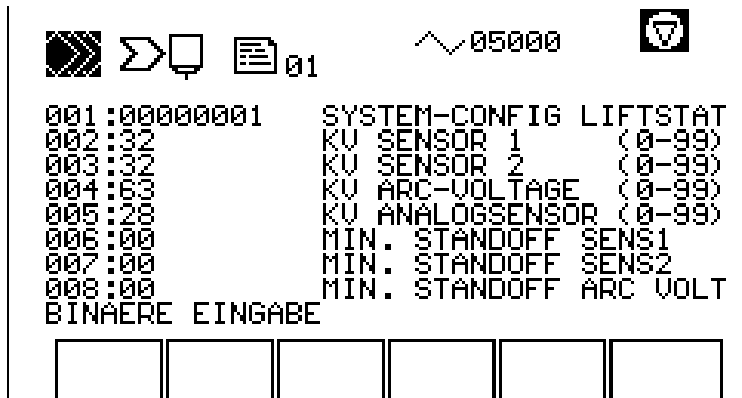 05000
01
001:00000001 SYSTEM-CONFIG LIFTSTAT
002:32 KV SENSOR 1 (0-99)
003:32 KV SENSOR 2 (0-99)
004:63 KV ARC-VOLTAGE (0-99)
005:28 KV ANALOGSENSOR (0-99)
006:00 MIN. STANDOFF SENS1
007:00 MIN. STANDOFF SENS2
008:00 MIN. STANDOFF ARC VOLT
BINAERE EINGABE